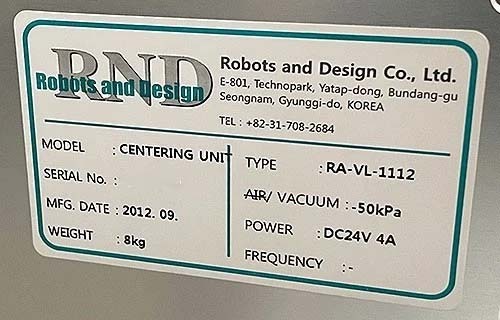 RND
Robots and Design
Robots and Design Co., Ltd.
E-801, Technopark, Yatap-dong, Bundang-gu
Seongnam, Gyunggi-do, KOREA
TEL : +82-31-708-2684
MODEL : CENTERING UNIT
SERIAL No. :
MFG. DATE : 2012. 09.
WEIGHT : 8kg
TYPE : RA-VL-1112
AIR/ VACUUM : -50kPa
POWER : DC24V 4A
FREQUENCY : -